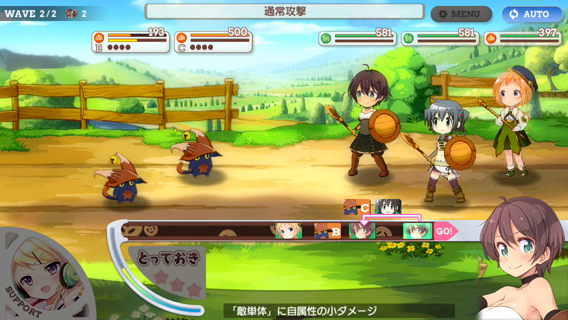 WAVE 2/2 2
通常攻撃
MENU
AUTO
193
B
500
C
581
581
397
C
B
GO!
とっておき
SUPPORT
「敵単体」に自属性の小ダメージ